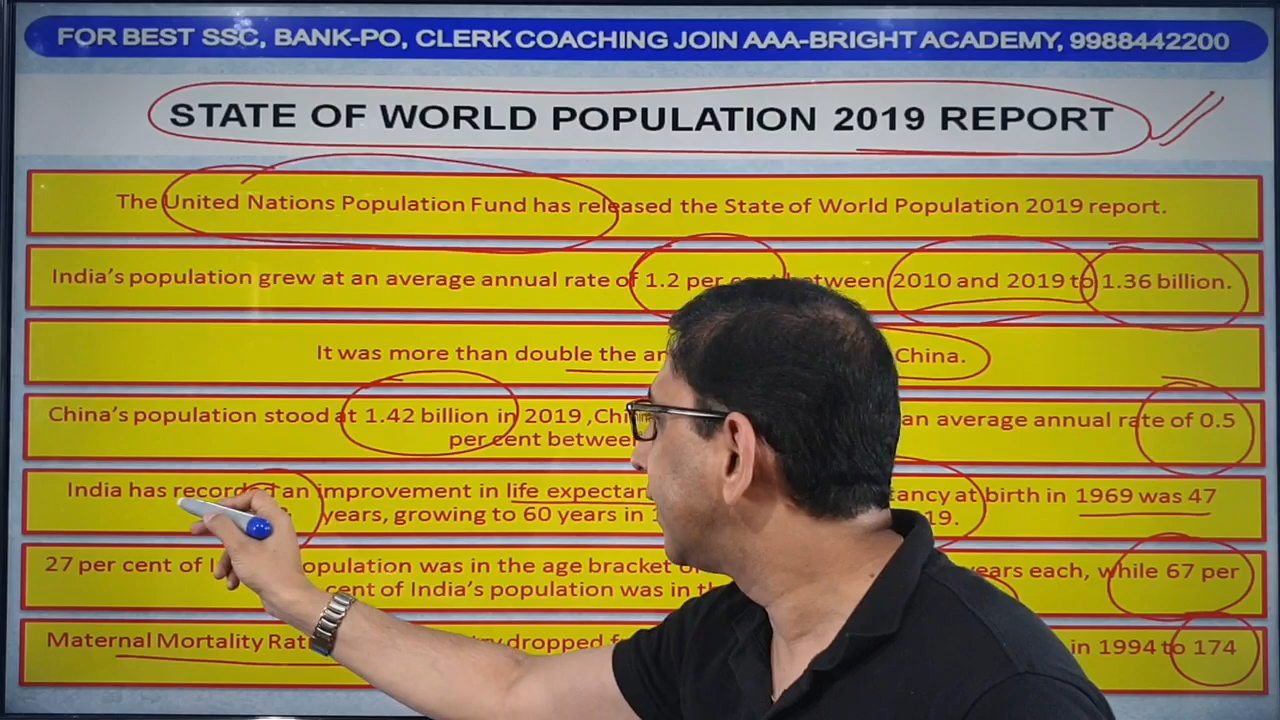 FOR BEST SSC, BANK-PO, CLERK COACHING JOIN AAA-BRIGHT ACADEMY, 9988442200
STATE OF WORLD POPULATION 2019 REPORT
The United Nations Population Fund has released the State of World Population 2019 report.
India's population grew at an average annual rate of 1.2 per cent between 2010 and 2019 to 1.36 billion.
It was more than double the China.
China's population stood at 1.42 billion in 2019 , an average annual rate of 0.5
per cent between
India has recorded an improvement in life at birth in 1969 was 47
years, growing to 60 years in
27 per cent of population was in the age bracket years each, while 67 per
cent of India's population was in
Maternal Mortality dropped in 1994 to 174